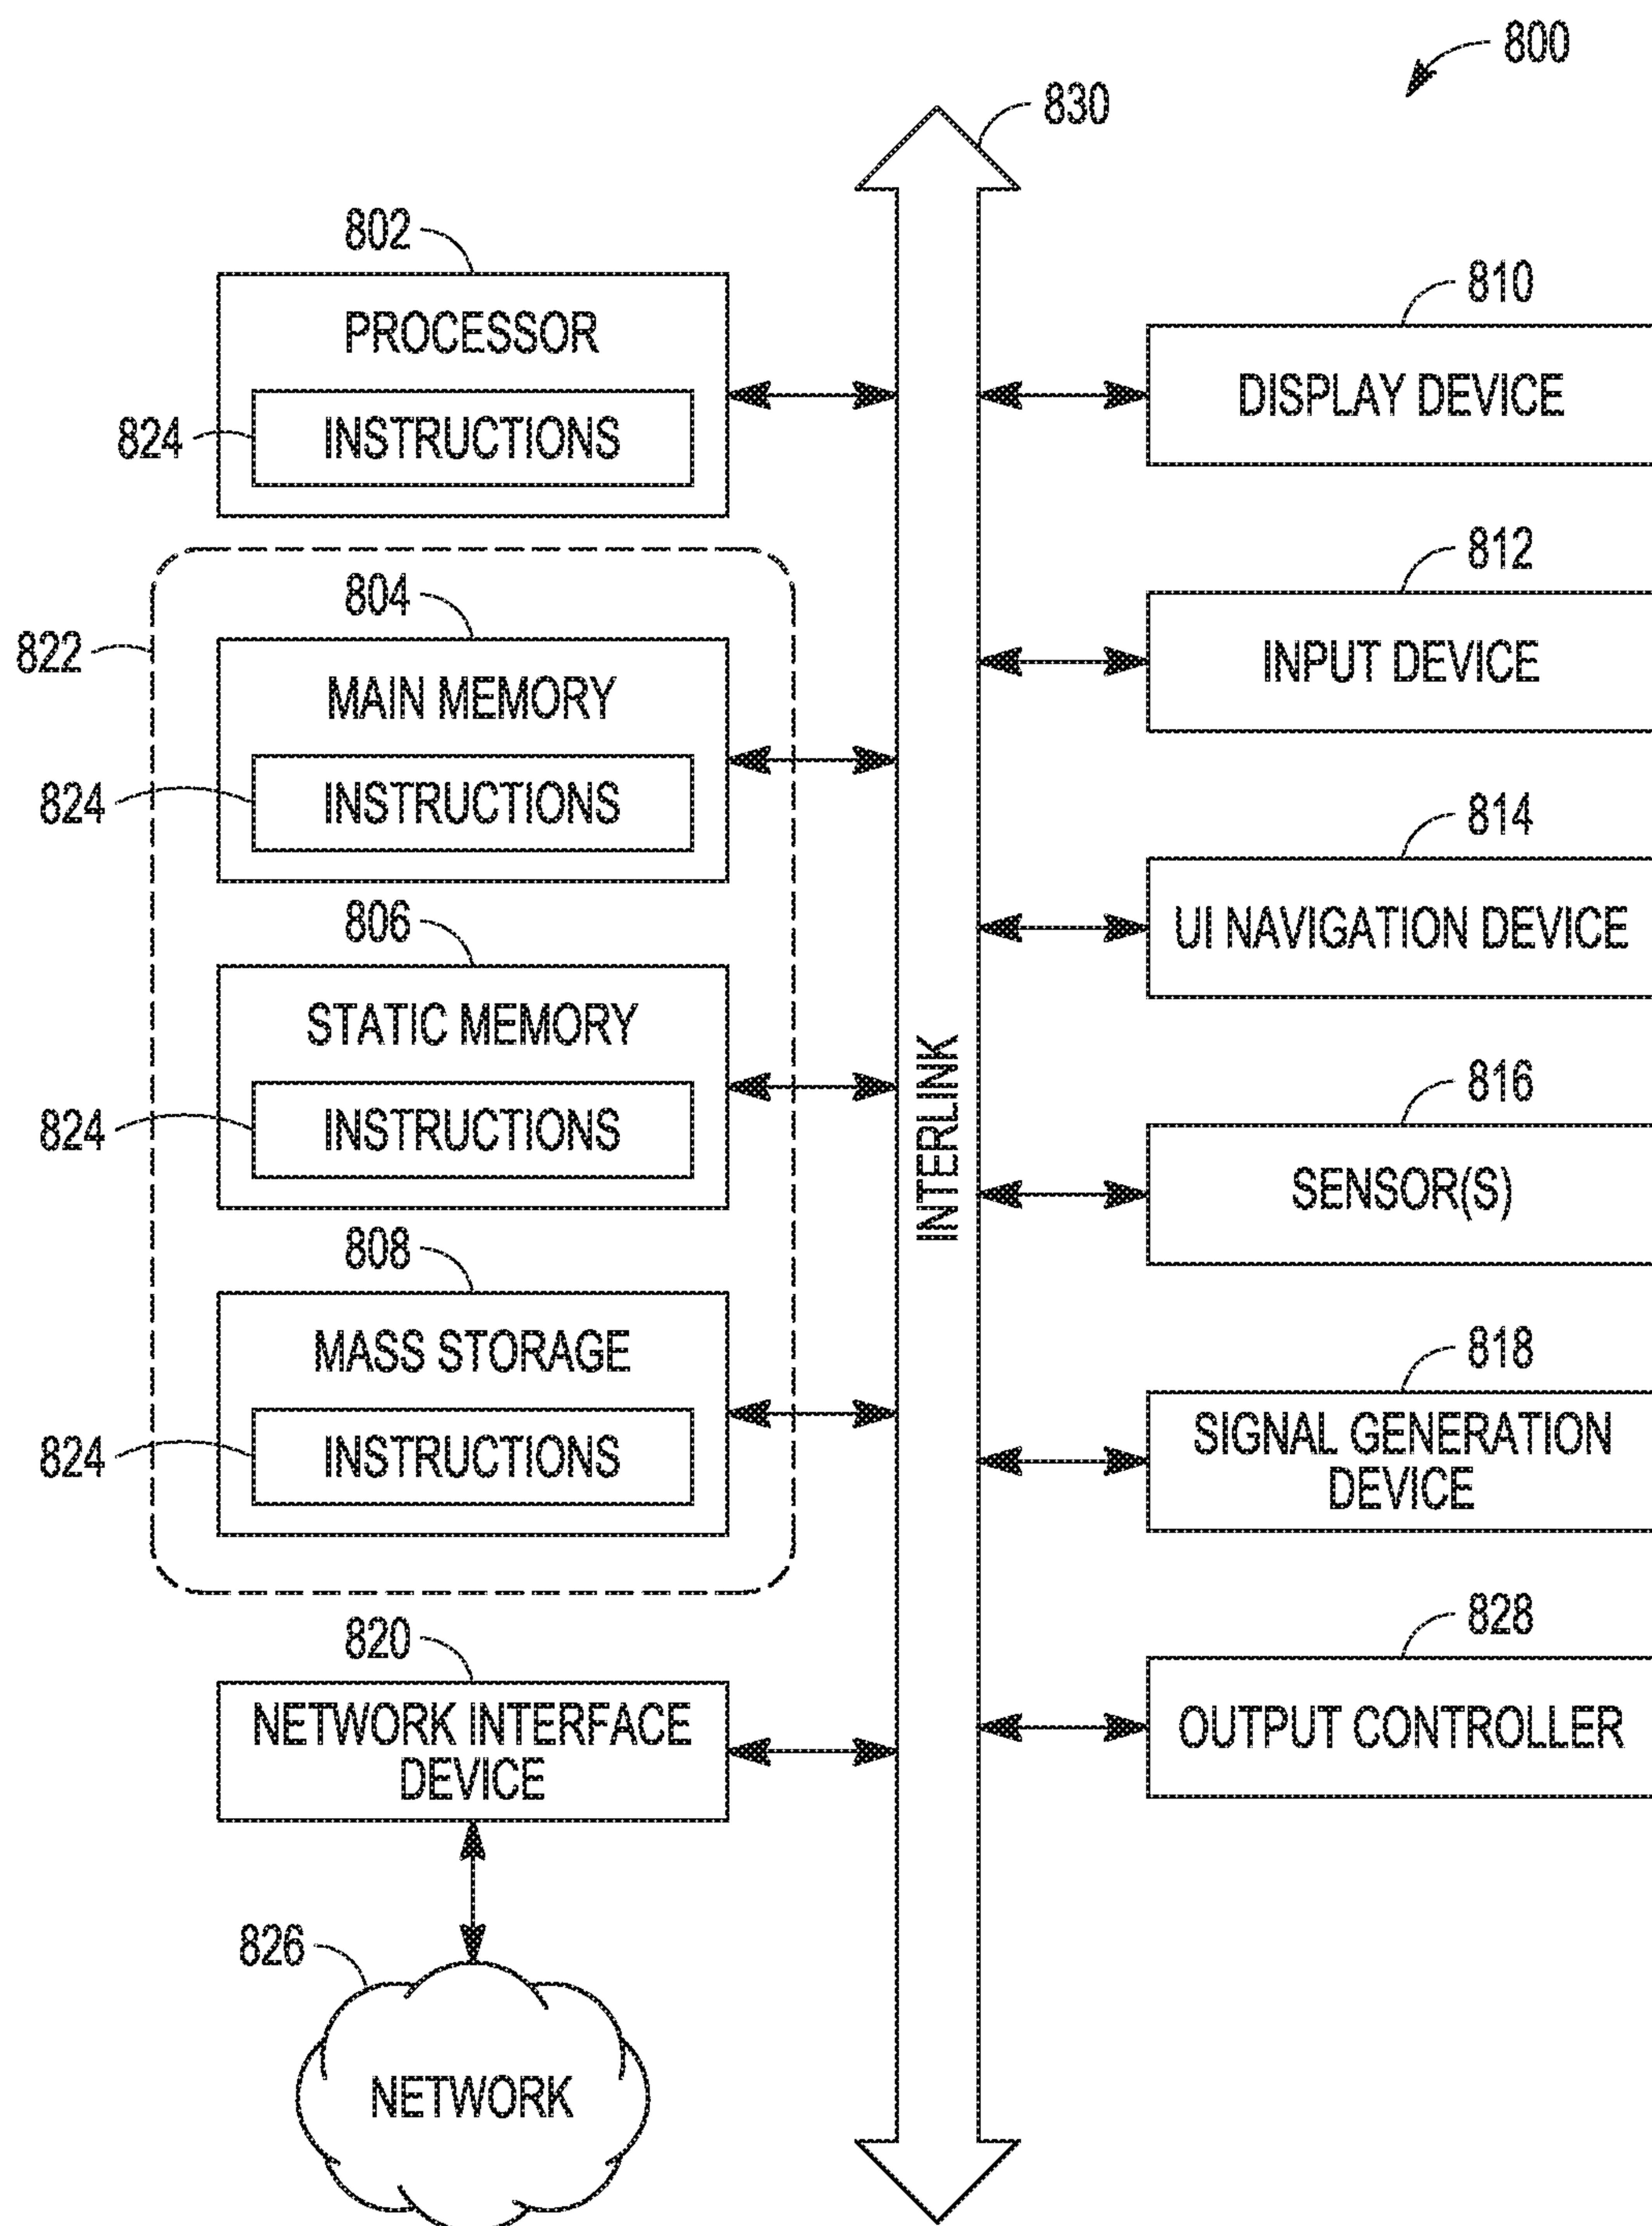 800
830
802
PROCESSOR
824
INSTRUCTIONS
822
804
MAIN MEMORY
824
INSTRUCTIONS
806
STATIC MEMORY
824
INSTRUCTIONS
808
MASS STORAGE
824
INSTRUCTIONS
820
NETWORK INTERFACE
DEVICE
826
NETWORK
INTERLINK
810
DISPLAY DEVICE
812
INPUT DEVICE
814
UI NAVIGATION DEVICE
816
SENSOR(S)
818
SIGNAL GENERATION
DEVICE
828
OUTPUT CONTROLLER